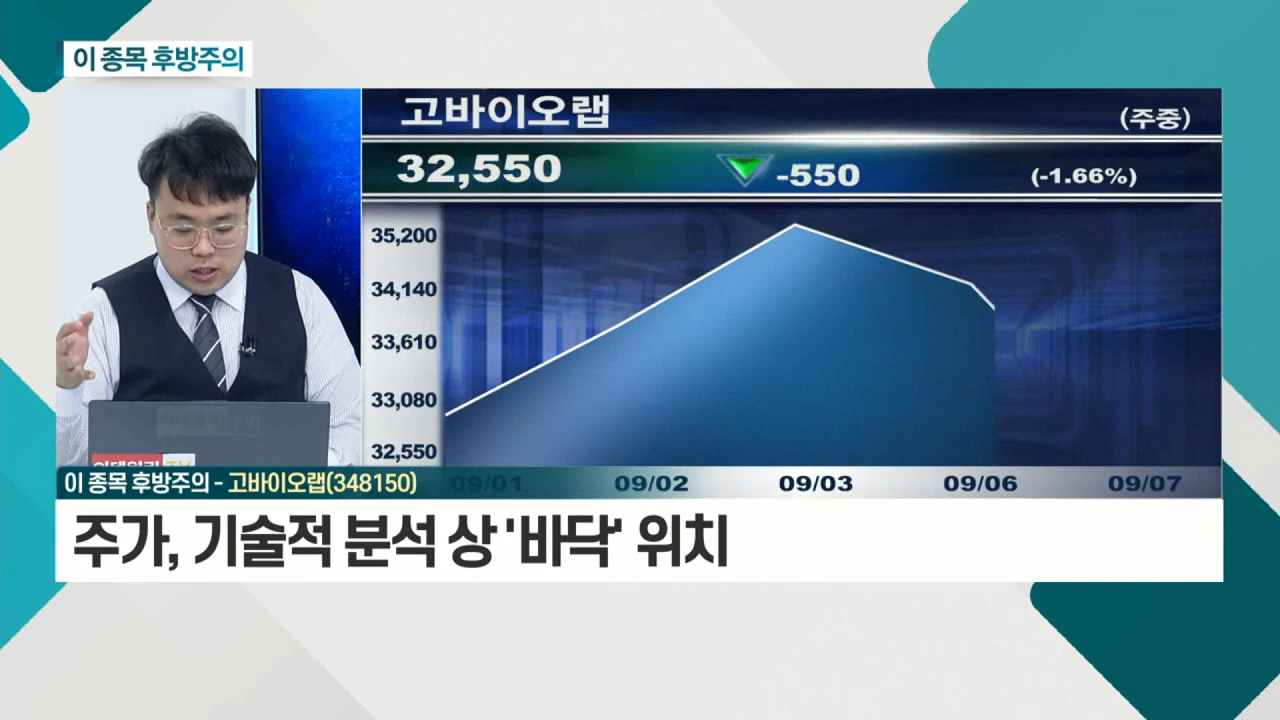 이 종목 후방주의
고바이오랩 (주중)
32,550 -550 (-1.66%)
35,200
34,140
33,610
33,080
32,550
09/01 09/02 09/03 09/06 09/07
이 종목 후방주의 - 고바이오랩(348150)
주가, 기술적 분석 상 '바닥' 위치